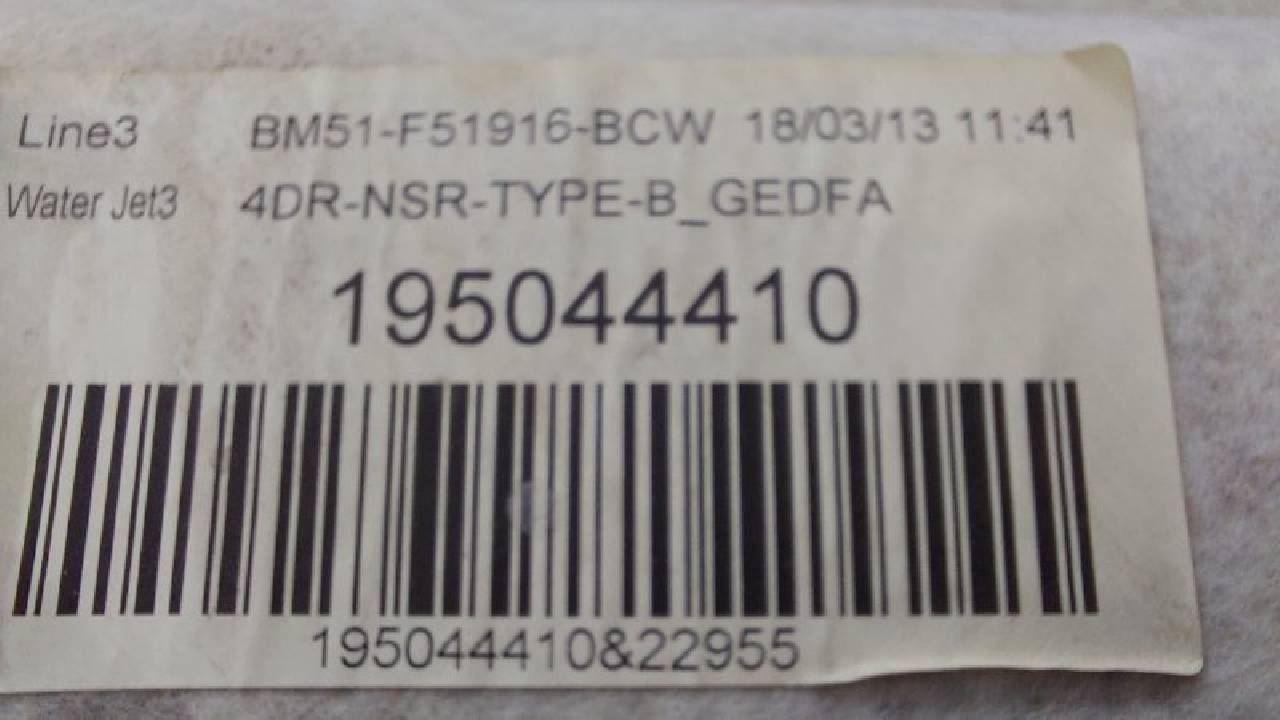 Line3 BM51-F51916-BCW 18/03/13 11:41
Water Jet3 4DR-NSR-TYPE-B_GEDFA
195044410
195044410&22955